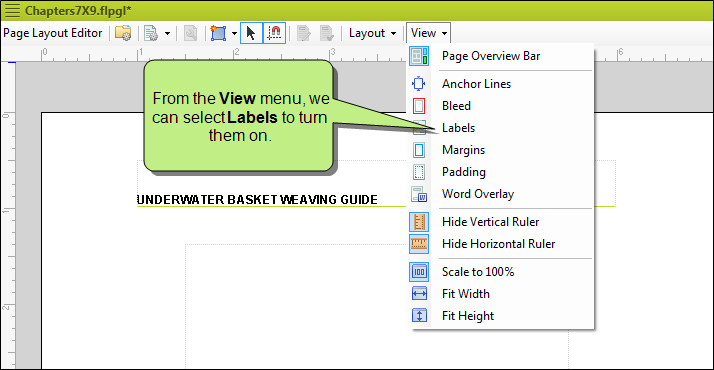 Chapters7X9.flpgl*
Page Layout Editor Layout View
0 1 2 3 6
Page Overview Bar
Anchor Lines
Bleed
Labels
Margins
Padding
Word Overlay
Hide Vertical Ruler
Hide Horizontal Ruler
Scale to 100%
Fit Width
Fit Height
From the View menu, we
can select Labels to turn
them on.
0
UNDERWATER BASKET WEAVING GUIDE
1
2